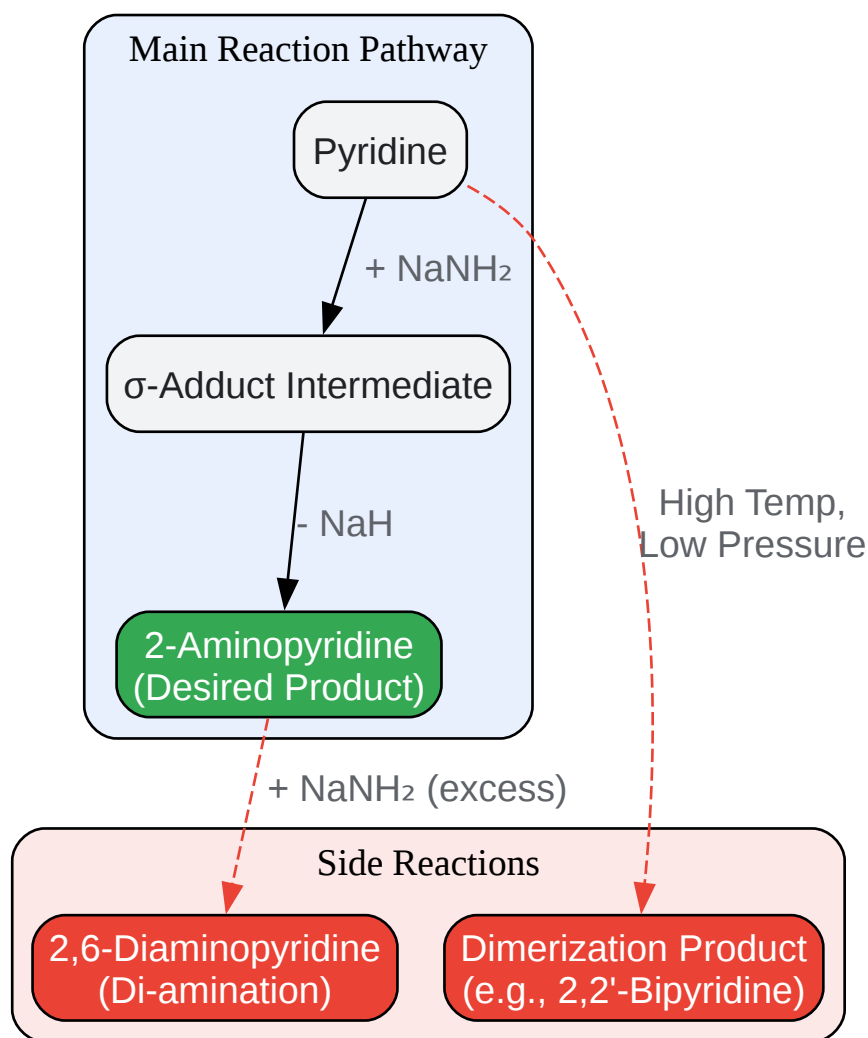 Main Reaction Pathway
Pyridine
+ NaNH₂
σ-Adduct Intermediate
- NaH
High Temp,
Low Pressure
2-Aminopyridine
(Desired Product)
+ NaNH₂ (excess)
Side Reactions
2,6-Diaminopyridine
(Di-amination)
Dimerization Product
(e.g., 2,2'-Bipyridine)